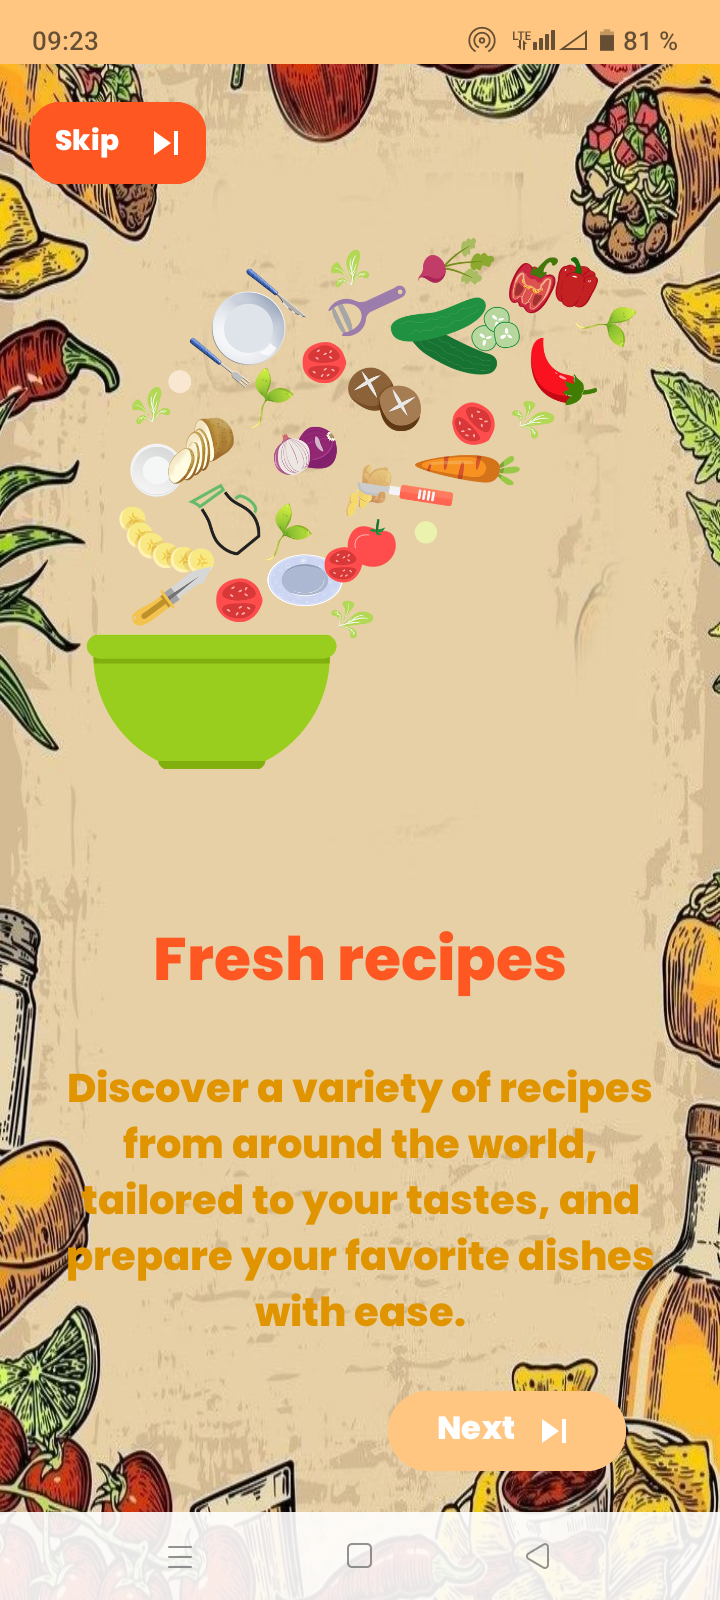 09:23
LTE
81 %
Skip
Fresh recipes
Discover a variety of recipes
from around the world,
tailored to your tastes, and
prepare your favorite dishes
with ease.
Next